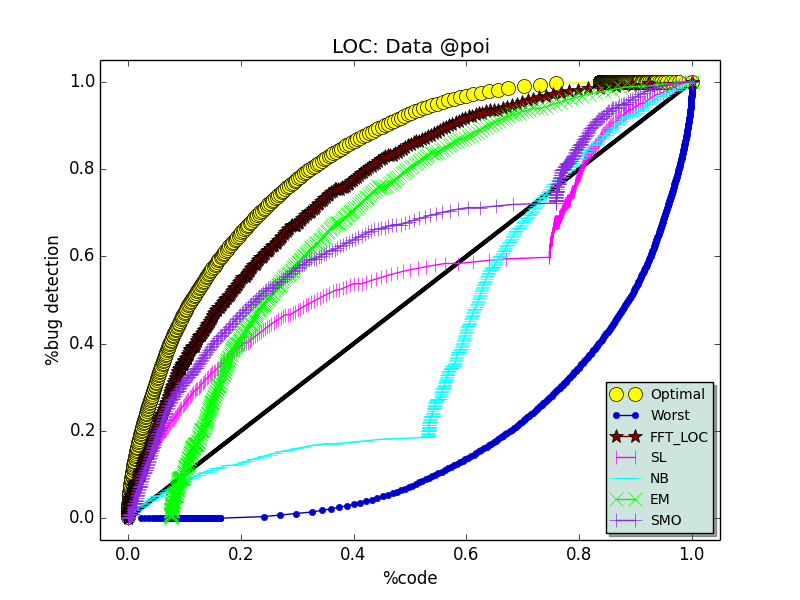 LOC: Data @poi
%bug detection
1.0
0.8
0.6
0.4
0.2
0.0
0.0 0.2 0.4 0.6 0.8 1.0
%code
Optimal
Worst
FFT_LOC
SL
NB
EM
SMO